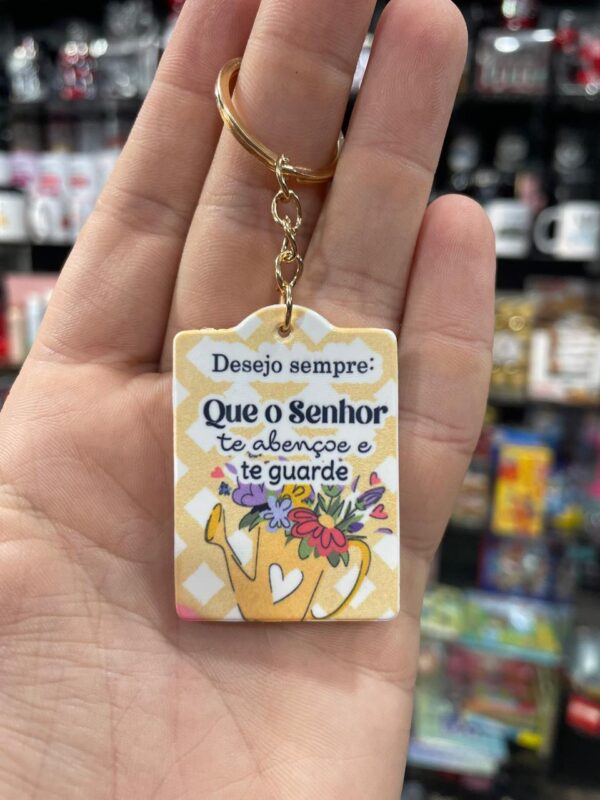 Desejo sempre:
Que o Senhor
te abençoe e
te guarde